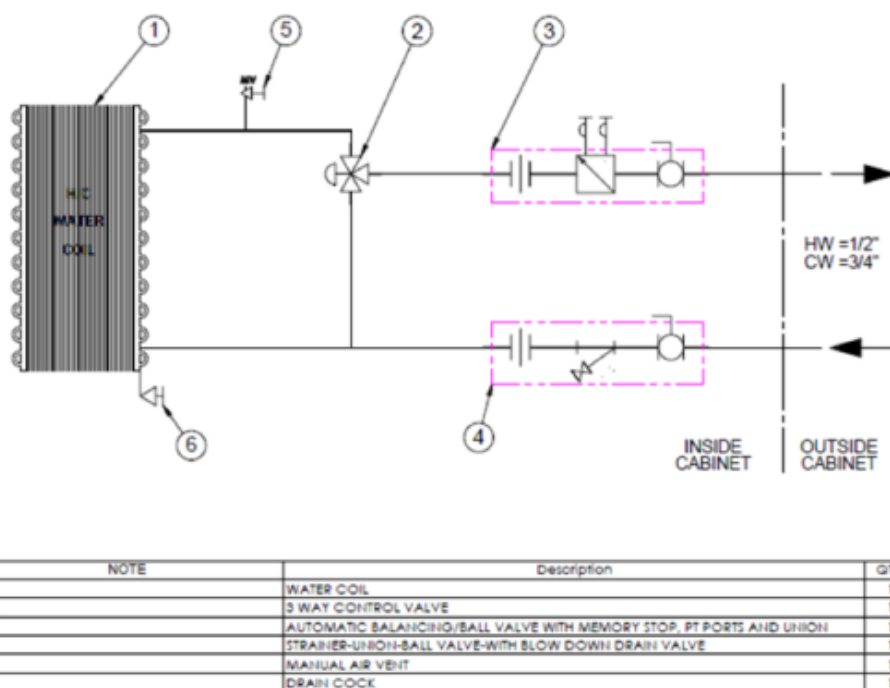 1 5 2 3
MV
H/C
WATER
COIL
HW =1/2"
CW =3/4"
6 4
INSIDE OUTSIDE
CABINET CABINET
NOTE Description
WATER COIL
3 WAY CONTROL VALVE
AUTOMATIC BALANCING/BALL VALVE WITH MEMORY STOP, PT PORTS AND UNION
STRAINER-UNION-BALL VALVE-WITH BLOW DOWN DRAIN VALVE
MANUAL AIR VENT
DRAIN COCK